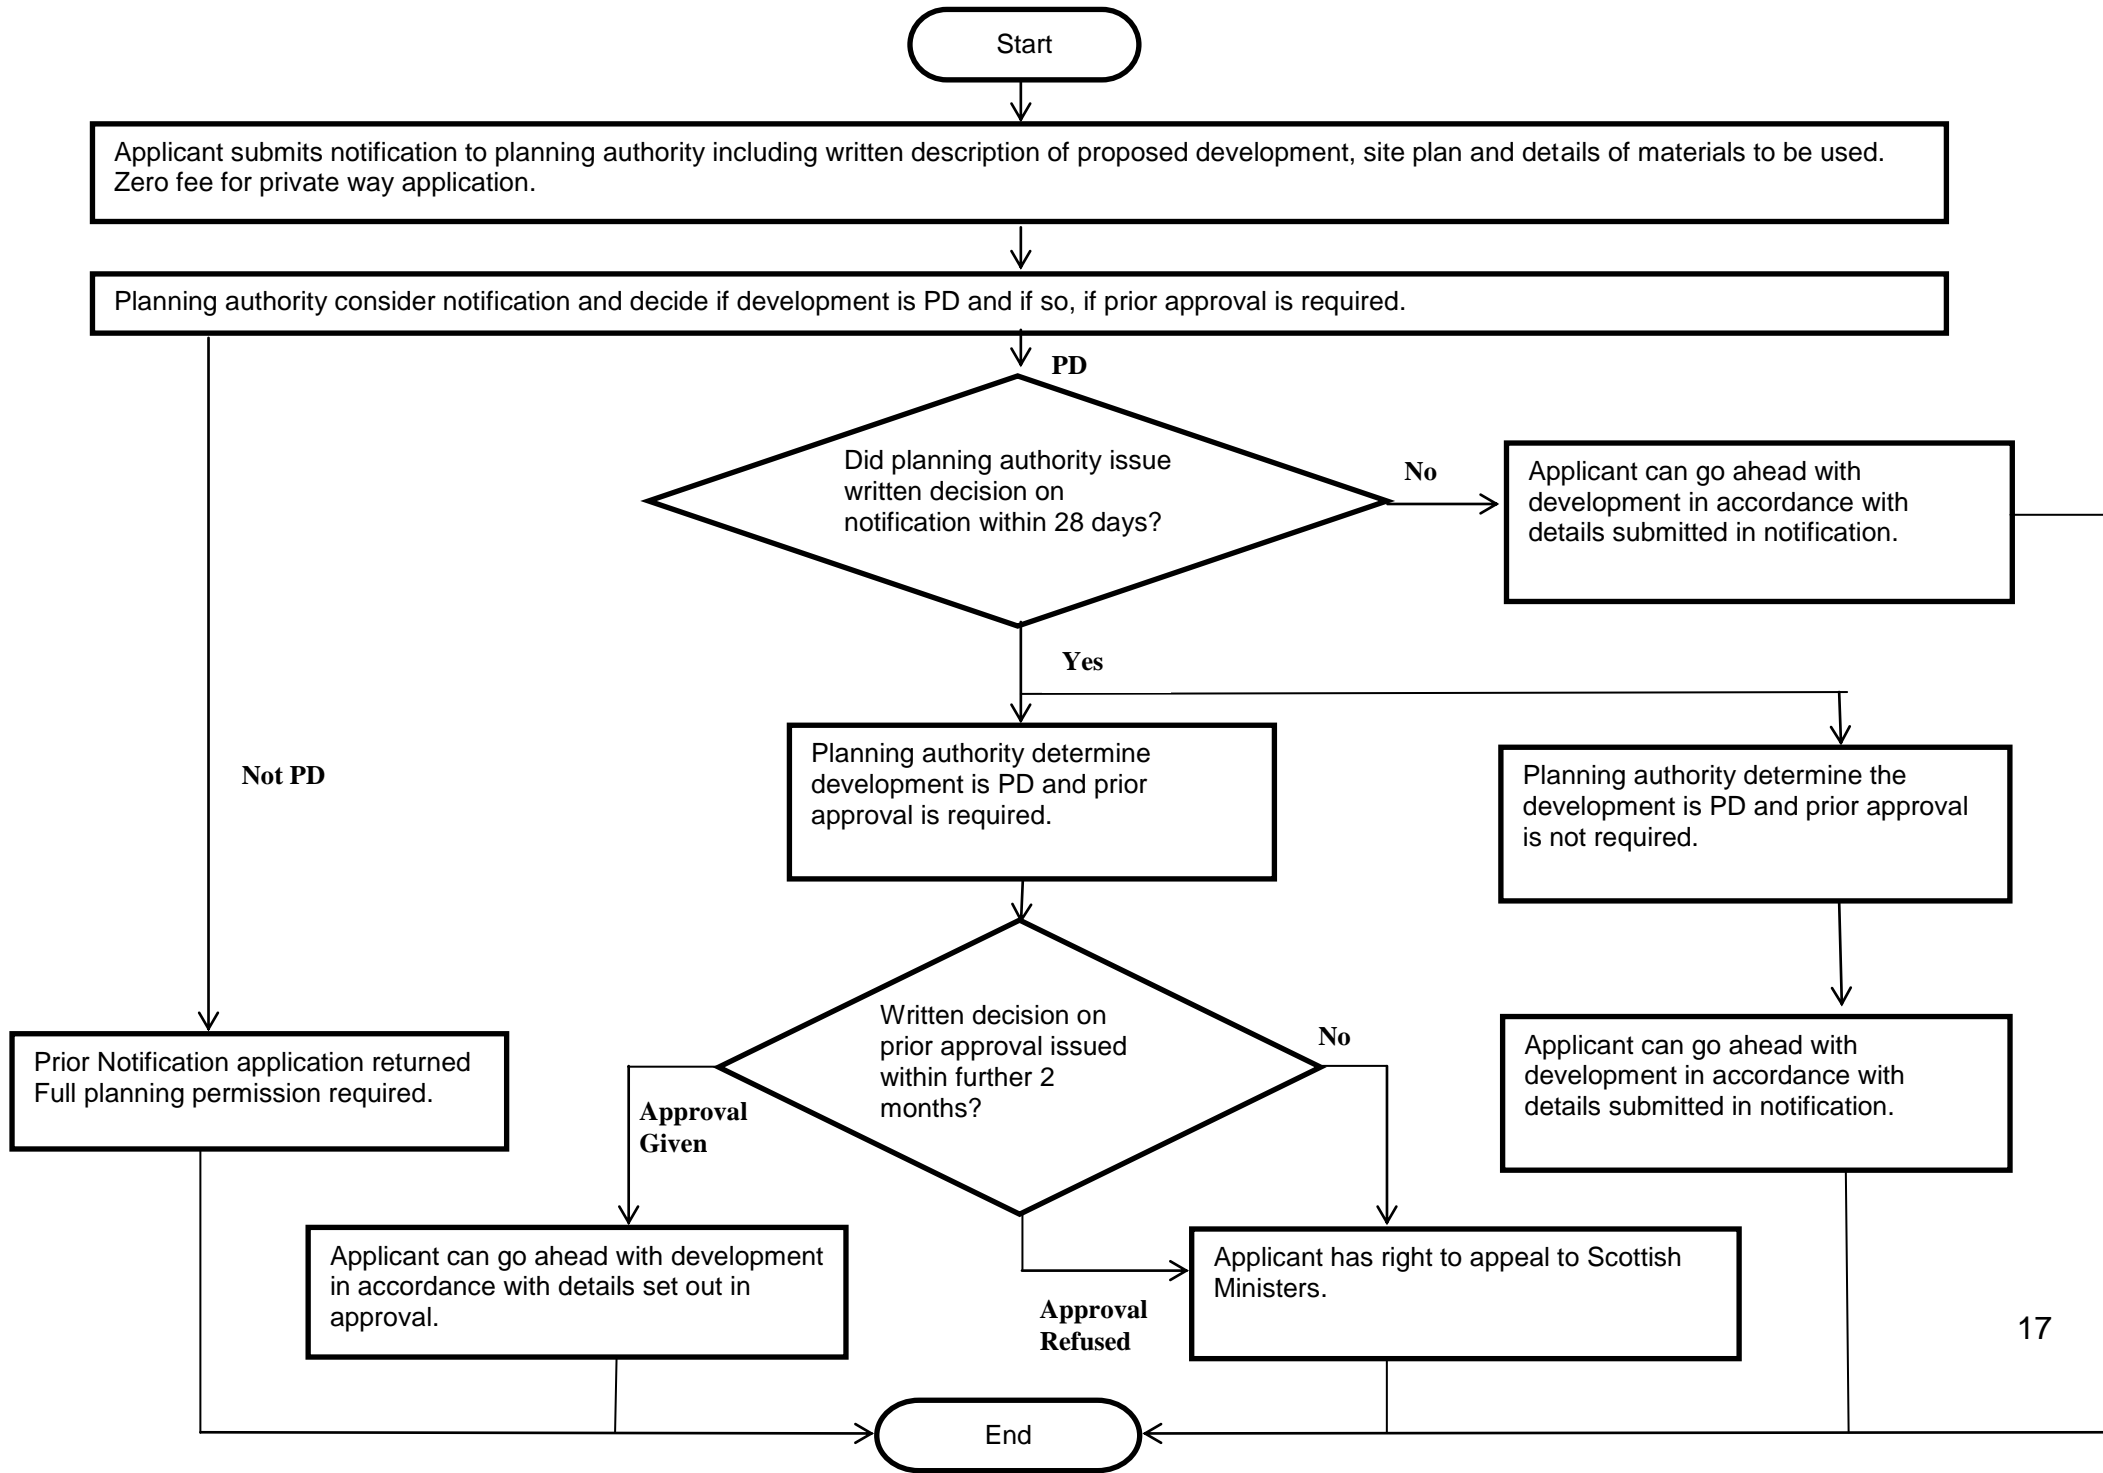 Start
Applicant submits notification to planning authority including written description of proposed development, site plan and details of materials to be used.
Zero fee for private way application.
Planning authority consider notification and decide if development is PD and if so, if prior approval is required.
PD
Did planning authority issue
written decision on
notification within 28 days?
No
Applicant can go ahead with
development in accordance with
details submitted in notification.
Yes
Not PD
Planning authority determine
development is PD and prior
approval is required.
Planning authority determine the
development is PD and prior approval
is not required.
Written decision on
prior approval issued
within further 2
months?
No
Prior Notification application returned
Full planning permission required.
Approval
Given
Applicant can go ahead with
development in accordance with
details submitted in notification.
Applicant can go ahead with development
in accordance with details set out in
approval.
Approval
Refused
Applicant has right to appeal to Scottish
Ministers.
17
End